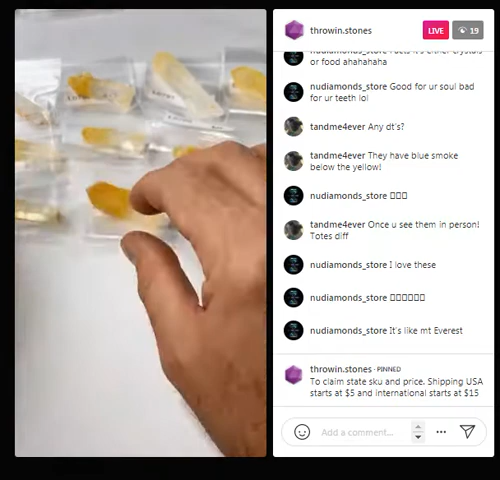 throwin.stones
LIVE
19
nudiamonds_store Facts it's either crystals
or food ahahahaha
nudiamonds_store Good for ur soul bad
for ur teeth lol
tandme4ever Any dt's?
tandme4ever They have blue smoke
below the yellow!
nudiamonds_store □□□
tandme4ever Once u see them in person!
Totes diff
nudiamonds_store I love these
nudiamonds_store □□□□□□
nudiamonds_store It's like mt Everest
throwin.stones · PINNED
To claim state sku and price. Shipping USA
starts at $5 and international starts at $15
Add a comment...